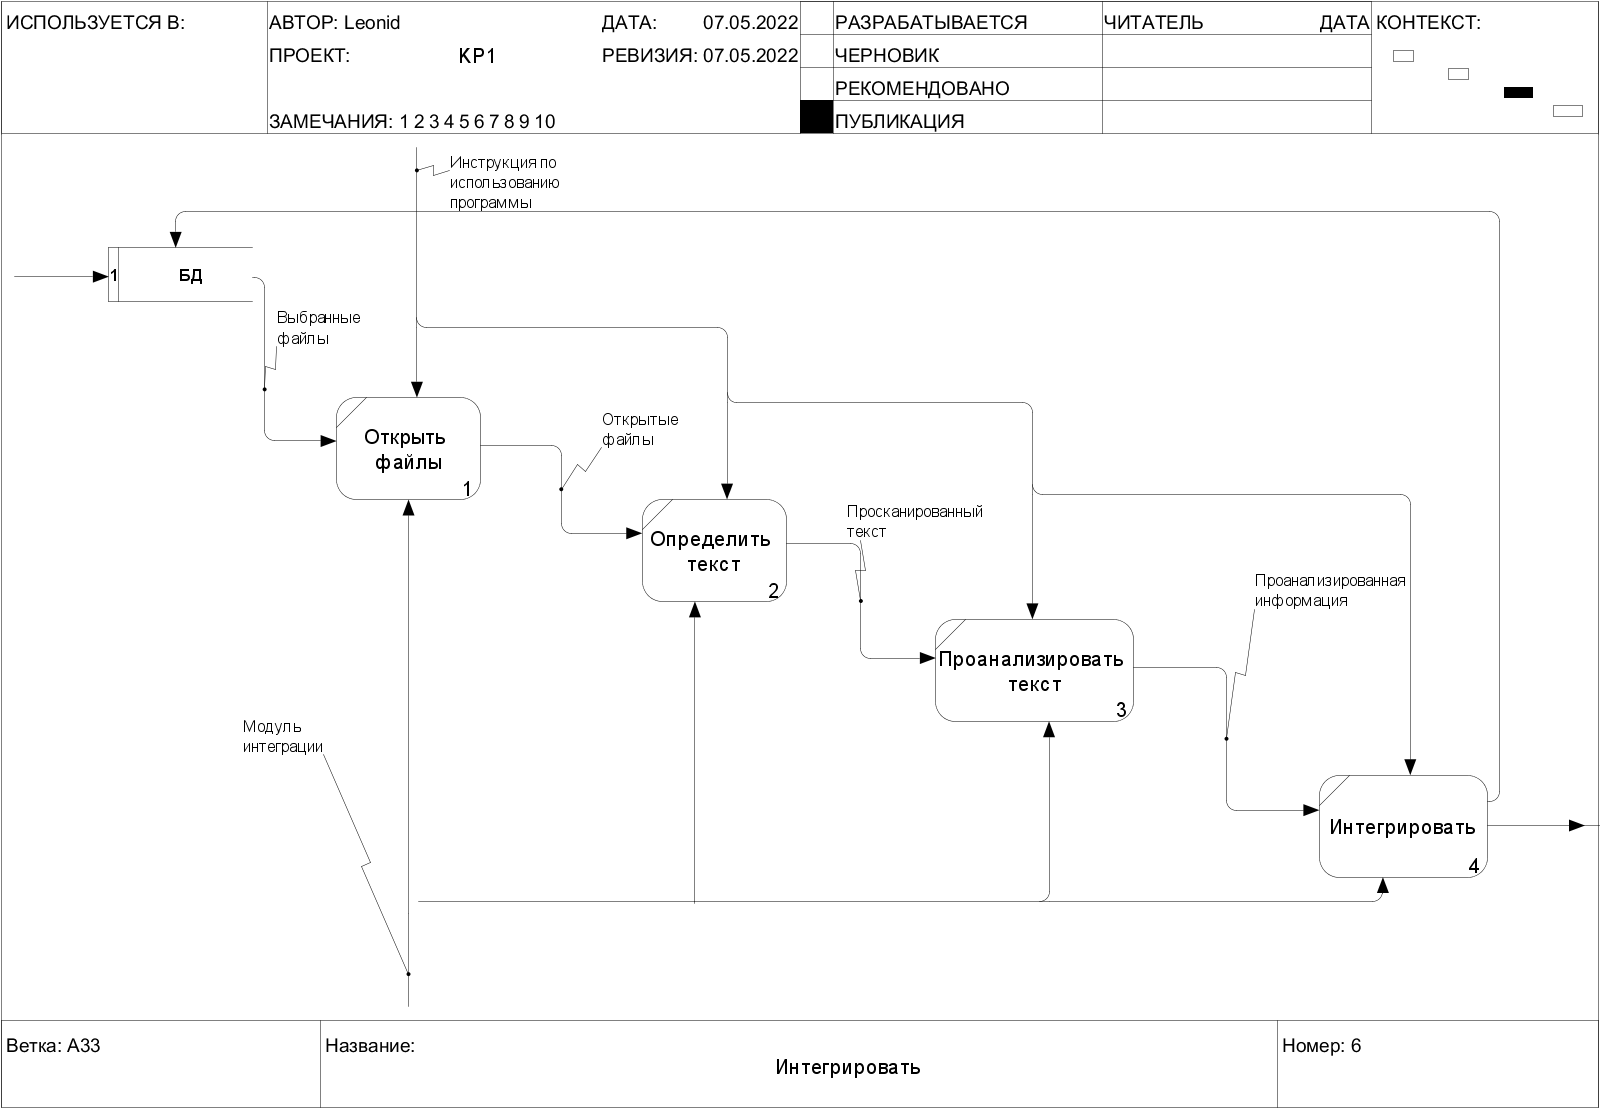 ИСПОЛЬЗУЕТСЯ В:
АВТОР: Leonid
ДАТА: 07.05.2022
ПРОЕКТ: КР1
РЕВИЗИЯ: 07.05.2022
ЗАМЕЧАНИЯ: 1 2 3 4 5 6 7 8 9 10
РАЗРАБАТЫВАЕТСЯ
ЧЕРНОВИК
РЕКОМЕНДОВАНО
ПУБЛИКАЦИЯ
ЧИТАТЕЛЬ ДАТА
КОНТЕКСТ:
Инструкция по
использованию
программы
1 БД
Выбранные
файлы
Открыть
файлы
1
Открытые
файлы
Определить
текст
2
Просканированный
текст
Проанализировать
текст
3
Проанализированная
информация
Интегрировать
4
Модуль
интеграции
Ветка: А33
Название:
Интегрировать
Номер: 6